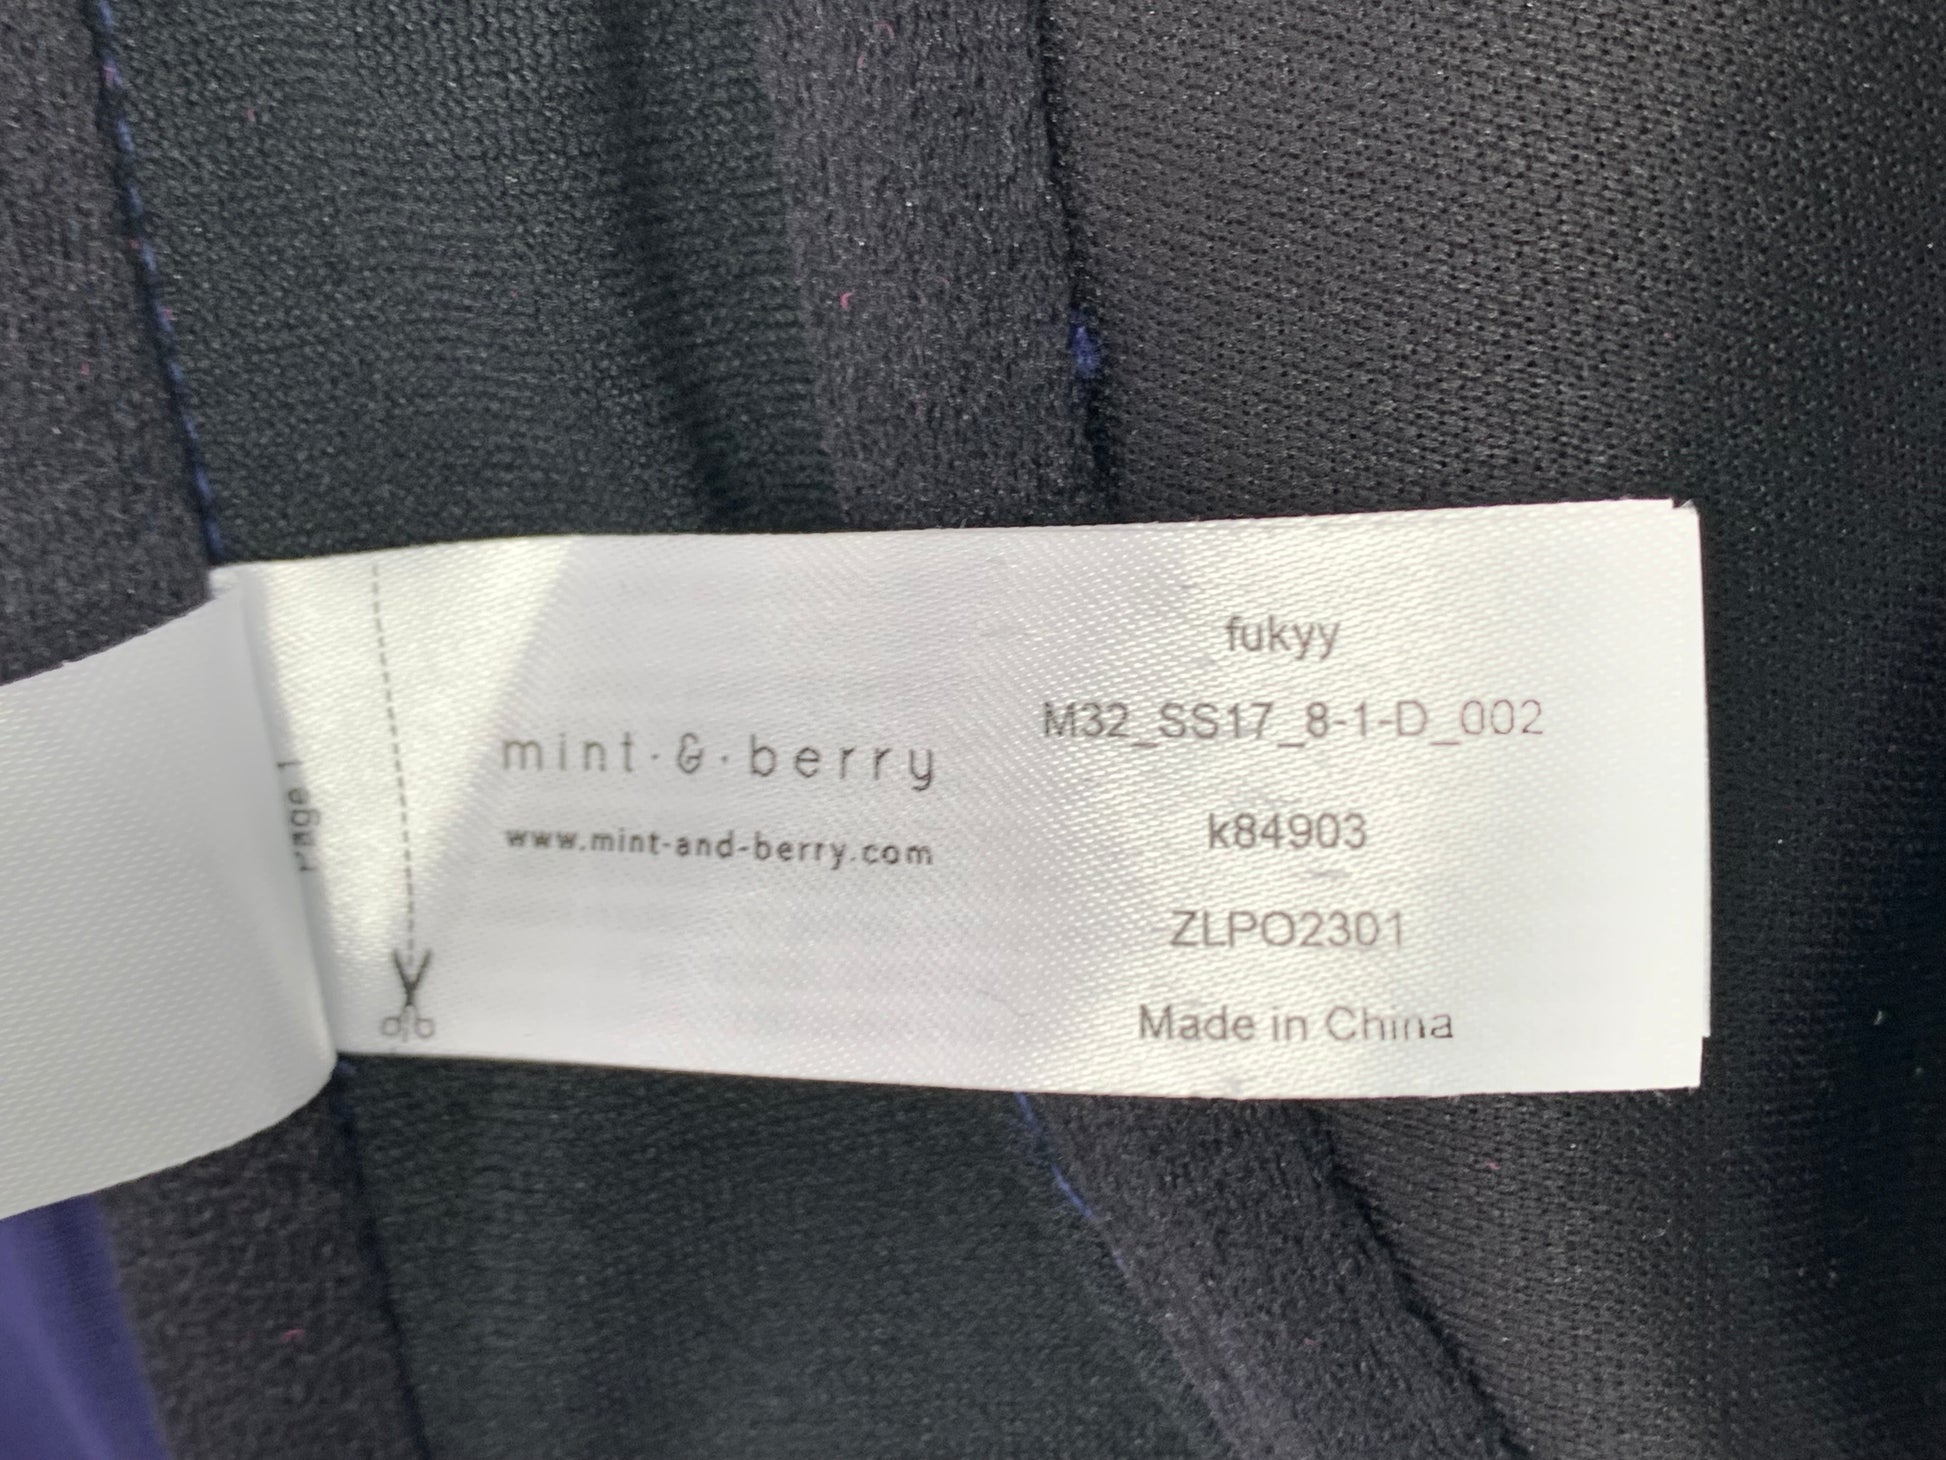 Page 1
mint·&·berry
www.mint-and-berry.com
fukyy
M32_SS17_8-1-D_002
k84903
ZLPO2301
Made in China